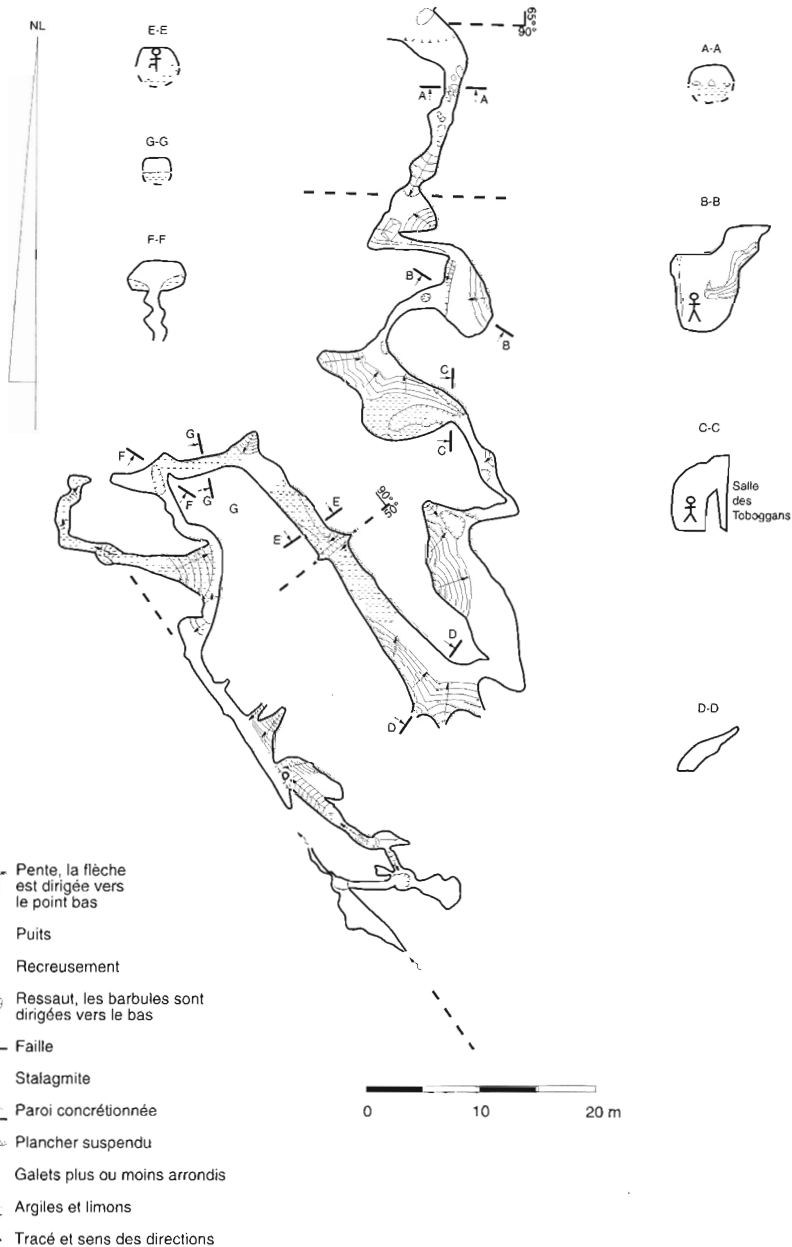 NL
E-E
G-G
F-F
65°
90°
A-A
A
A
B-B
B
B
C-C
C
C
Salle
des
Toboggans
G
F
F
G
G
E
E
90°
D
D
D-D
Pente, la flèche
est dirigée vers
le point bas
Puits
Recreusement
Ressaut, les barbules sont
dirigées vers le bas
Faille
Stalagmite
Paroi concrétionnée
Plancher suspendu
Galets plus ou moins arrondis
Argiles et limons
Tracé et sens des directions
0 10 20 m